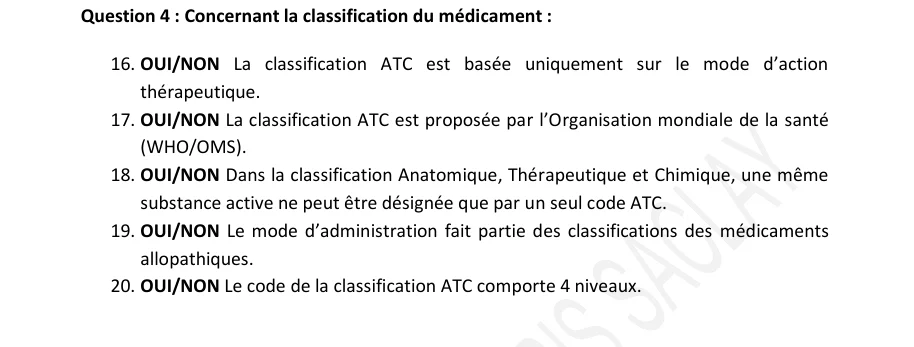 Question 4 : Concernant la classification du médicament :
16. OUI/NON La classification ATC est basée uniquement sur le mode d’action
thérapeutique.
17. OUI/NON La classification ATC est proposée par l’Organisation mondiale de la santé
(WHO/OMS).
18. OUI/NON Dans la classification Anatomique, Thérapeutique et Chimique, une même
substance active ne peut être désignée que par un seul code ATC.
19. OUI/NON Le mode d’administration fait partie des classifications des médicaments
allopathiques.
20. OUI/NON Le code de la classification ATC comporte 4 niveaux.
SACLAY